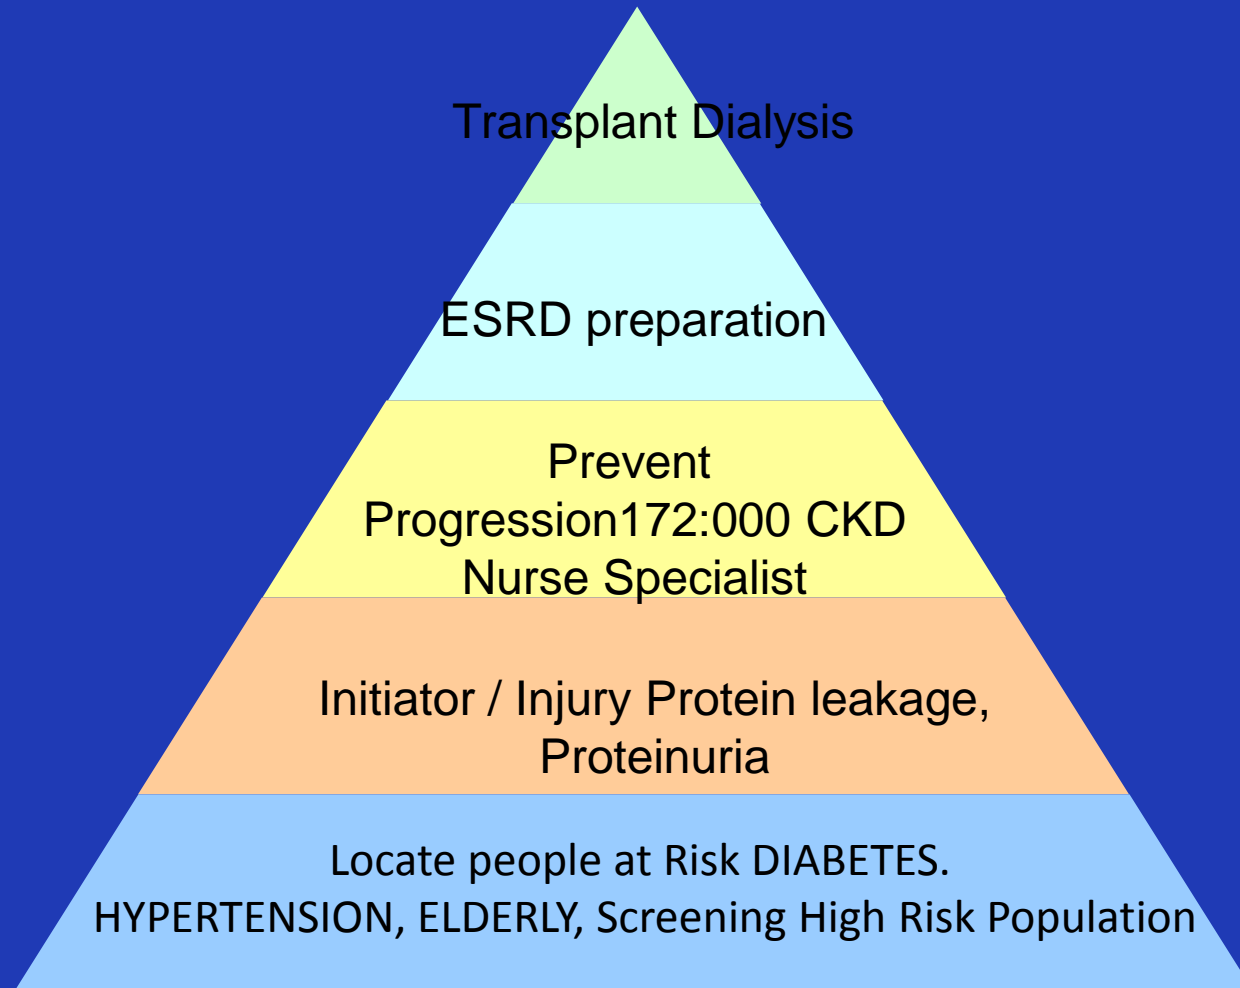 Transplant Dialysis
ESRD preparation
Prevent
Progression172:000 CKD
Nurse Specialist
Initiator / Injury Protein leakage,
Proteinuria
Locate people at Risk DIABETES.
HYPERTENSION, ELDERLY, Screening High Risk Population